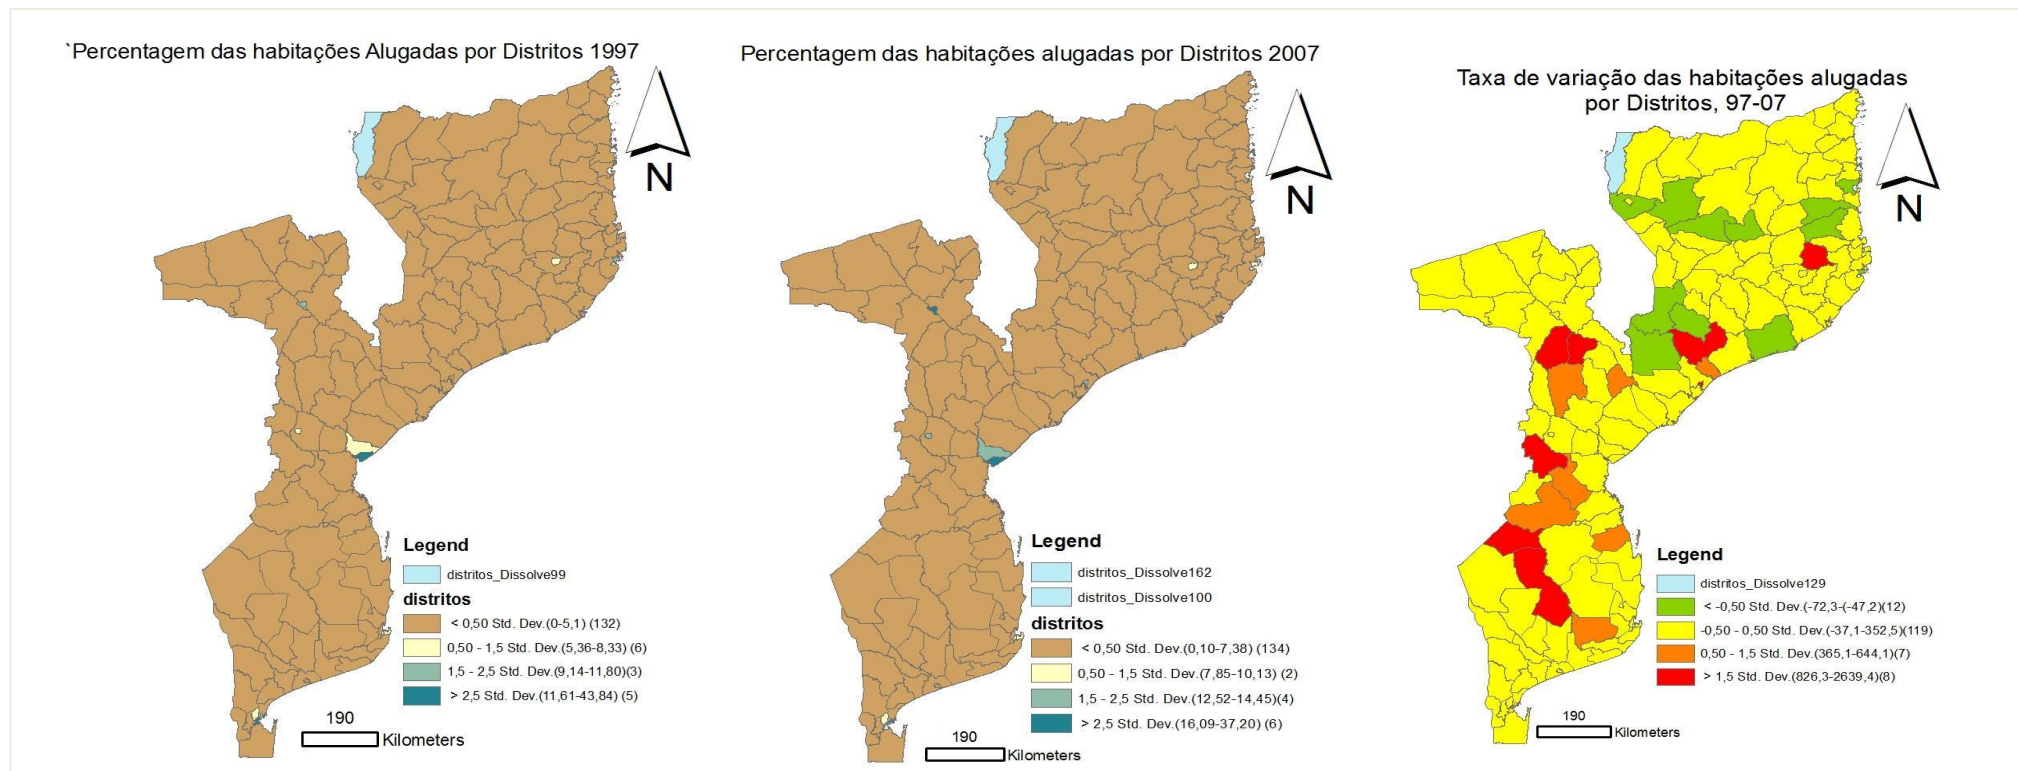 `Percentagem das habitações Alugadas por Distritos 1997
N
Legend
distritos_Dissolve99
distritos
< 0,50 Std. Dev.(0-5,1) (132)
0,50 - 1,5 Std. Dev.(5,36-8,33) (6)
1,5 - 2,5 Std. Dev.(9,14-11,80)(3)
> 2,5 Std. Dev.(11,61-43,84) (5)
190
Kilometers
Percentagem das habitações alugadas por Distritos 2007
N
Legend
distritos_Dissolve162
distritos_Dissolve100
distritos
< 0,50 Std. Dev.(0,10-7,38) (134)
0,50 - 1,5 Std. Dev.(7,85-10,13) (2)
1,5 - 2,5 Std. Dev.(12,52-14,45)(4)
> 2,5 Std. Dev.(16,09-37,20) (6)
190
Kilometers
Taxa de variação das habitações alugadas
por Distritos, 97-07
N
Legend
distritos_Dissolve129
< -0,50 Std. Dev.(-72,3-(-47,2)(12)
-0,50 - 0,50 Std. Dev.(-37,1-352,5)(119)
0,50 - 1,5 Std. Dev.(365,1-644,1)(7)
> 1,5 Std. Dev.(826,3-2639,4)(8)
190
Kilometers